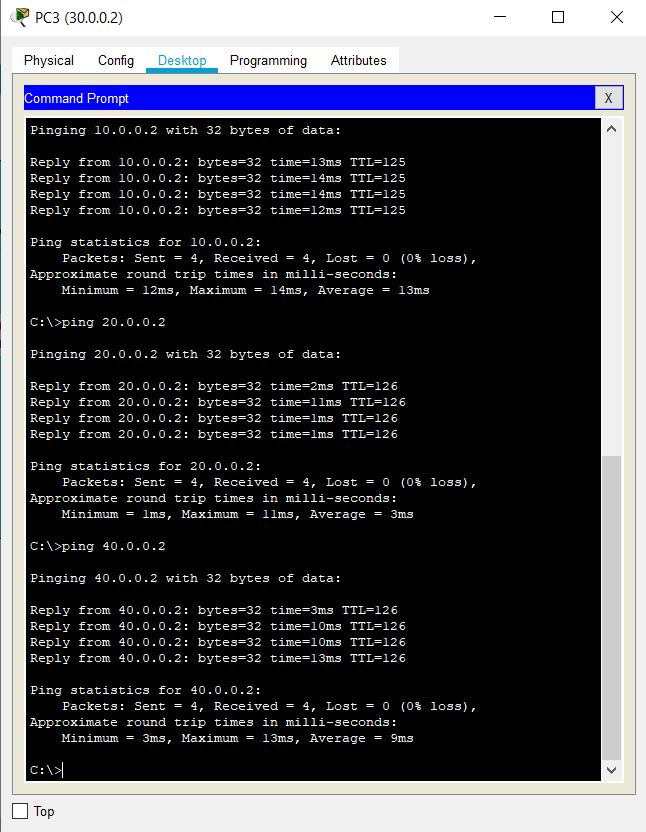 PC3 (30.0.0.2)
Physical Config Desktop Programming Attributes
Command Prompt X
Pinging 10.0.0.2 with 32 bytes of data:
Reply from 10.0.0.2: bytes=32 time=13ms TTL=125
Reply from 10.0.0.2: bytes=32 time=14ms TTL=125
Reply from 10.0.0.2: bytes=32 time=14ms TTL=125
Reply from 10.0.0.2: bytes=32 time=12ms TTL=125
Ping statistics for 10.0.0.2:
Packets: Sent = 4, Received = 4, Lost = 0 (0% loss),
Approximate round trip times in milli-seconds:
Minimum = 12ms, Maximum = 14ms, Average = 13ms
C:\>ping 20.0.0.2
Pinging 20.0.0.2 with 32 bytes of data:
Reply from 20.0.0.2: bytes=32 time=2ms TTL=126
Reply from 20.0.0.2: bytes=32 time=11ms TTL=126
Reply from 20.0.0.2: bytes=32 time=1ms TTL=126
Reply from 20.0.0.2: bytes=32 time=1ms TTL=126
Ping statistics for 20.0.0.2:
Packets: Sent = 4, Received = 4, Lost = 0 (0% loss),
Approximate round trip times in milli-seconds:
Minimum = 1ms, Maximum = 11ms, Average = 3ms
C:\>ping 40.0.0.2
Pinging 40.0.0.2 with 32 bytes of data:
Reply from 40.0.0.2: bytes=32 time=3ms TTL=126
Reply from 40.0.0.2: bytes=32 time=10ms TTL=126
Reply from 40.0.0.2: bytes=32 time=10ms TTL=126
Reply from 40.0.0.2: bytes=32 time=13ms TTL=126
Ping statistics for 40.0.0.2:
Packets: Sent = 4, Received = 4, Lost = 0 (0% loss),
Approximate round trip times in milli-seconds:
Minimum = 3ms, Maximum = 13ms, Average = 9ms
C:\>
Top